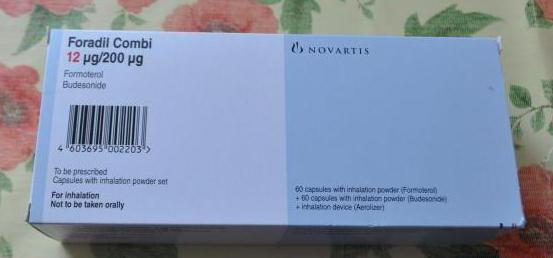 Foradil Combi
12 µg/200 µg
Formoterol
Budesonide
4 603695 002203 >
To be prescribed
Capsules with inhalation powder set
For inhalation
Not to be taken orally
NOVARTIS
60 capsules with inhalation powder (Formoterol)
+ 60 capsules with inhalation powder (Budesonide)
+ inhalation device (Aerolizer)